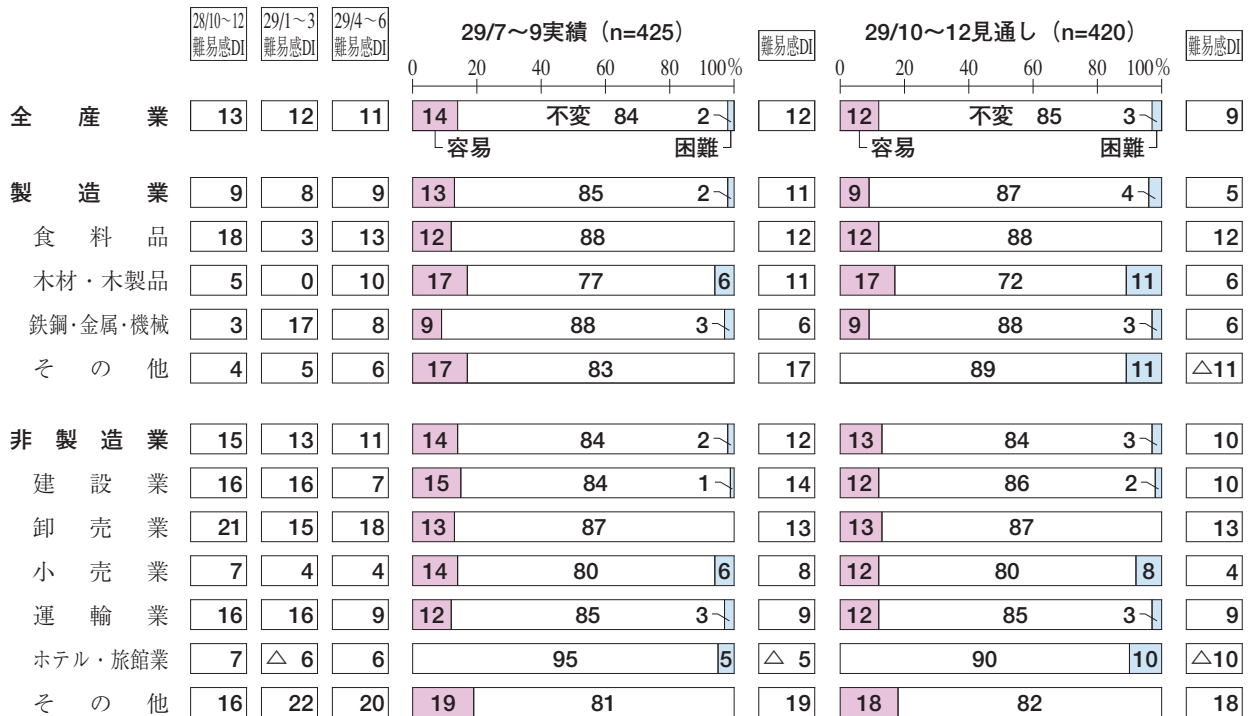 28/10~12 29/1~3 29/4~6 29/7~9実績 (n=425) 29/10~12見通し (n=420)
難易感DI 難易感DI 難易感DI 難易感DI 難易感DI
0 20 40 60 80 100% 0 20 40 60 80 100%
全産業 13 12 11 14 不変 84 2 12 12 不変 85 3 9
容易 困難 容易 困難
製造業 9 8 9 13 85 2 11 9 87 4 5
食料品 18 3 13 12 88 12 12 88 12
木材・木製品 5 0 10 17 77 6 11 17 72 11 6
鉄鋼・金属・機械 3 17 8 9 88 3 6 9 88 3 6
その他 4 5 6 17 83 17 89 11 △11
非製造業 15 13 11 14 84 2 12 13 84 3 10
建設業 16 16 7 15 84 1 14 12 86 2 10
卸売業 21 15 18 13 87 13 13 87 13
小売業 7 4 4 14 80 6 8 12 80 8 4
運輸業 16 16 9 12 85 3 9 12 85 3 9
ホテル・旅館業 7 △ 6 6 95 5 △ 5 90 10 △10
その他 16 22 20 19 81 19 18 82 18